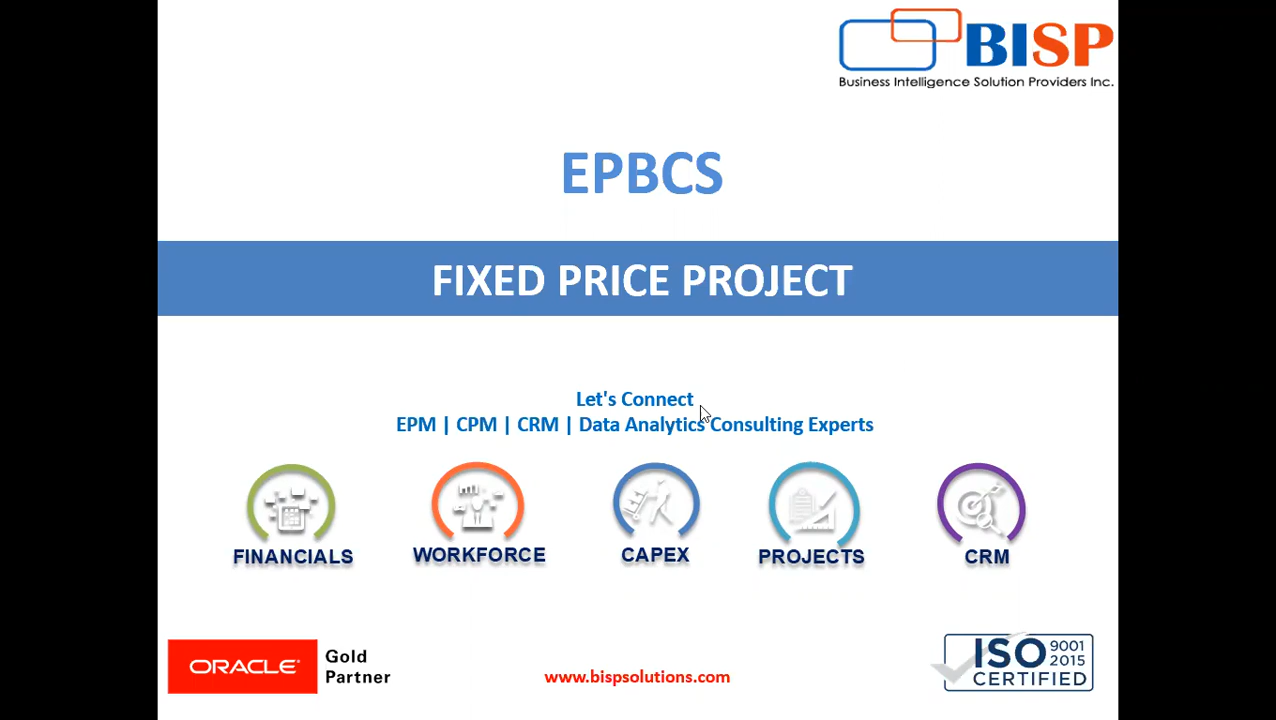 BISP
Business Intelligence Solution Providers Inc.
EPBCS
FIXED PRICE PROJECT
Let's Connect
EPM | CPM | CRM | Data Analytics Consulting Experts
FINANCIALS
WORKFORCE
CAPEX
PROJECTS
CRM
ORACLE
Gold
Partner
www.bispsolutions.com
ISO 9001
2015
CERTIFIED